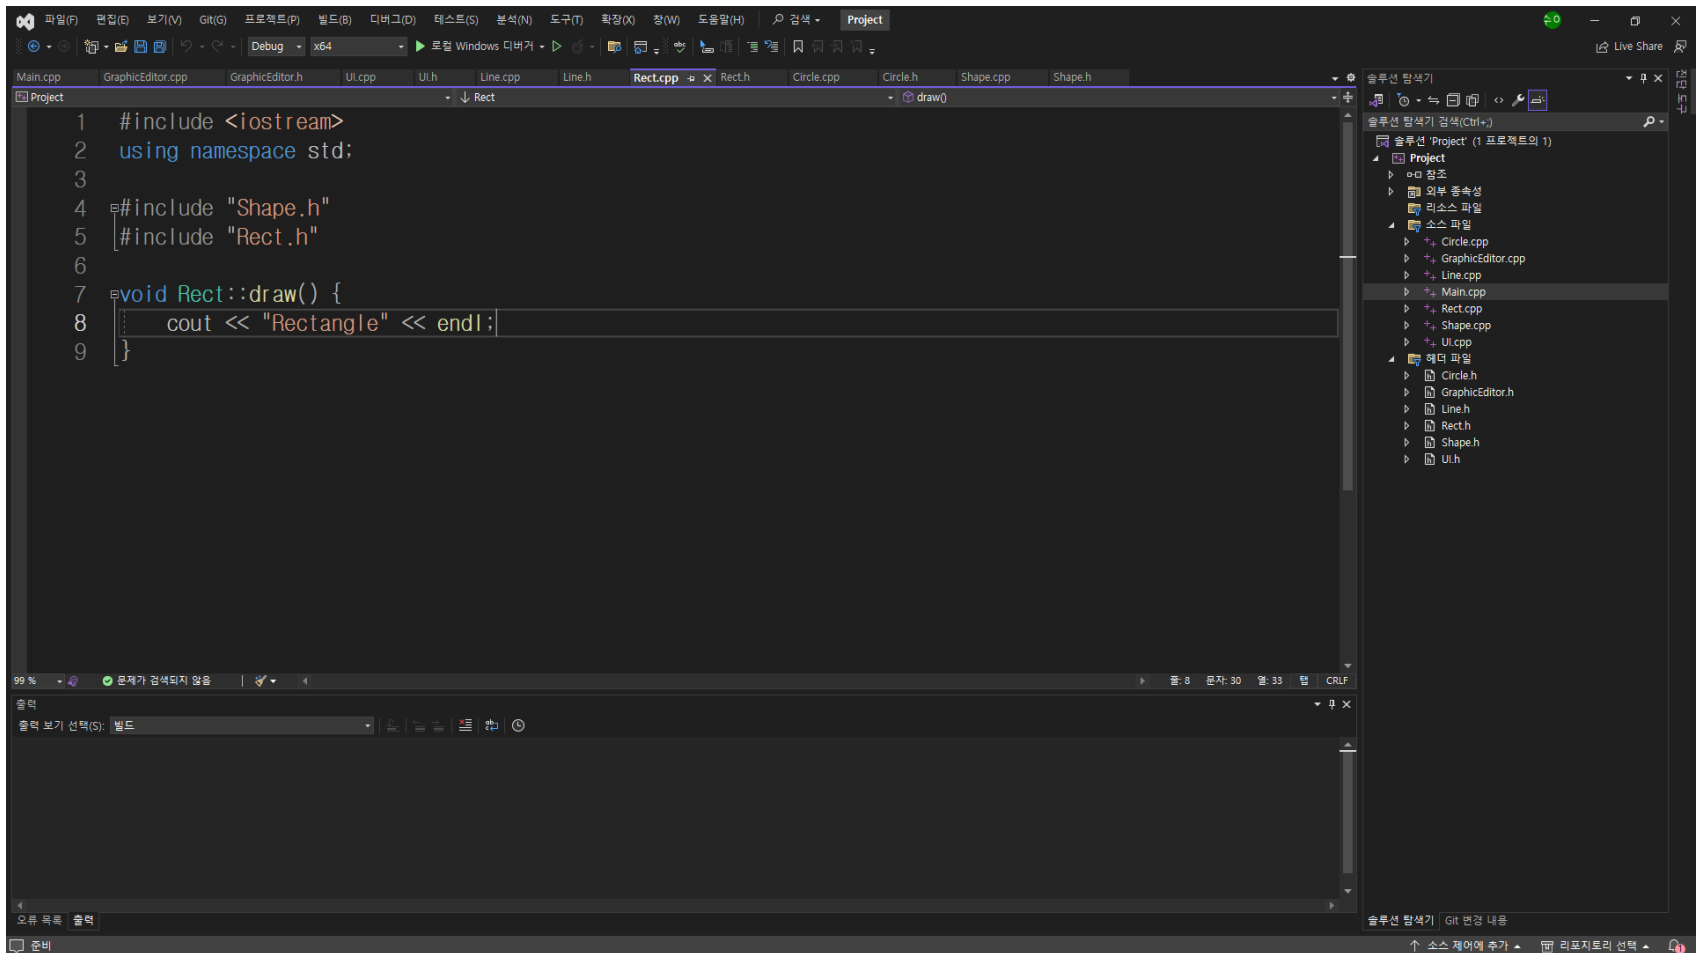 파일(F) 편집(E) 보기(V) Git(G) 프로젝트(P) 빌드(B) 디버그(D) 테스트(S) 분석(N) 도구(T) 확장(X) 창(W) 도움말(H) 검색 Project
Debug x64 로컬 Windows 디버거 Live Share
Main.cpp GraphicEditor.cpp GraphicEditor.h UI.cpp UI.h Line.cpp Line.h Rect.cpp Rect.h Circle.cpp Circle.h Shape.cpp Shape.h
Project Rect draw()
1 #include <iostream>
2 using namespace std;
3
4 #include "Shape.h"
5 #include "Rect.h"
6
7 void Rect::draw() {
8 cout << "Rectangle" << endl;
9 }
99 % 문제가 검색되지 않음 줄: 8 문자: 30 열: 33 탭 CRLF
출력
출력 보기 선택(S): 빌드
오류 목록 출력
솔루션 탐색기
솔루션 탐색기 검색(Ctrl+;)
솔루션 'Project' (1 프로젝트의 1)
Project
참조
외부 종속성
리소스 파일
소스 파일
Circle.cpp
GraphicEditor.cpp
Line.cpp
Main.cpp
Rect.cpp
Shape.cpp
UI.cpp
헤더 파일
Circle.h
GraphicEditor.h
Line.h
Rect.h
Shape.h
UI.h
솔루션 탐색기 Git 변경 내용
진단 도구
준비 소스 제어에 추가 리포지토리 선택 1